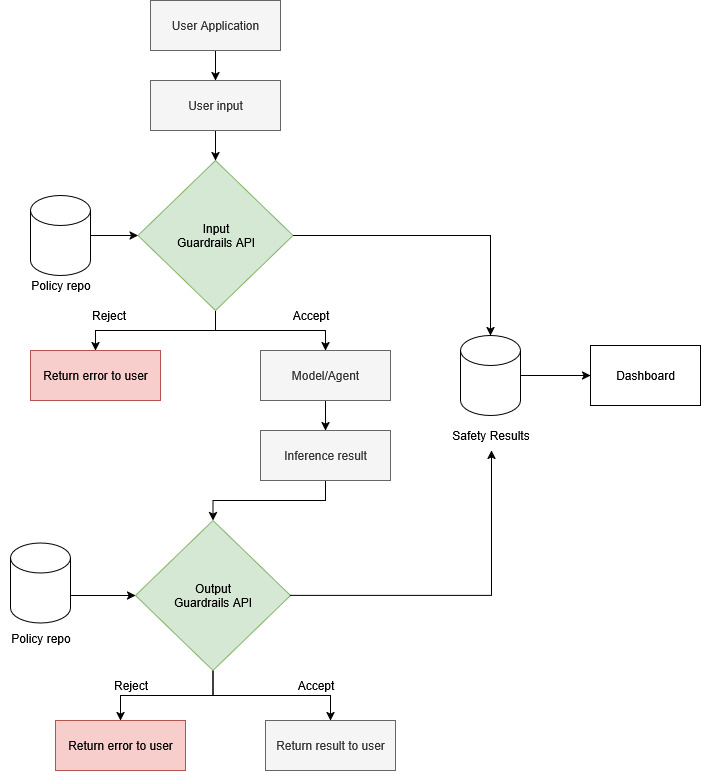 User Application
User input
Input
Guardrails API
Policy repo
Reject
Accept
Return error to user
Model/Agent
Dashboard
Safety Results
Inference result
Output
Guardrails API
Policy repo
Reject
Accept
Return error to user
Return result to user